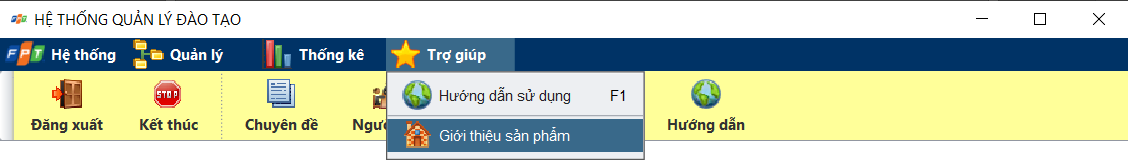 HỆ THỐNG QUẢN LÝ ĐÀO TẠO
FPT Hệ thống Quản lý Thống kê Trợ giúp
Hướng dẫn sử dụng F1
Giới thiệu sản phẩm
STOP
Đăng xuất Kết thúc Chuyên đề Ngườ Hướng dẫn